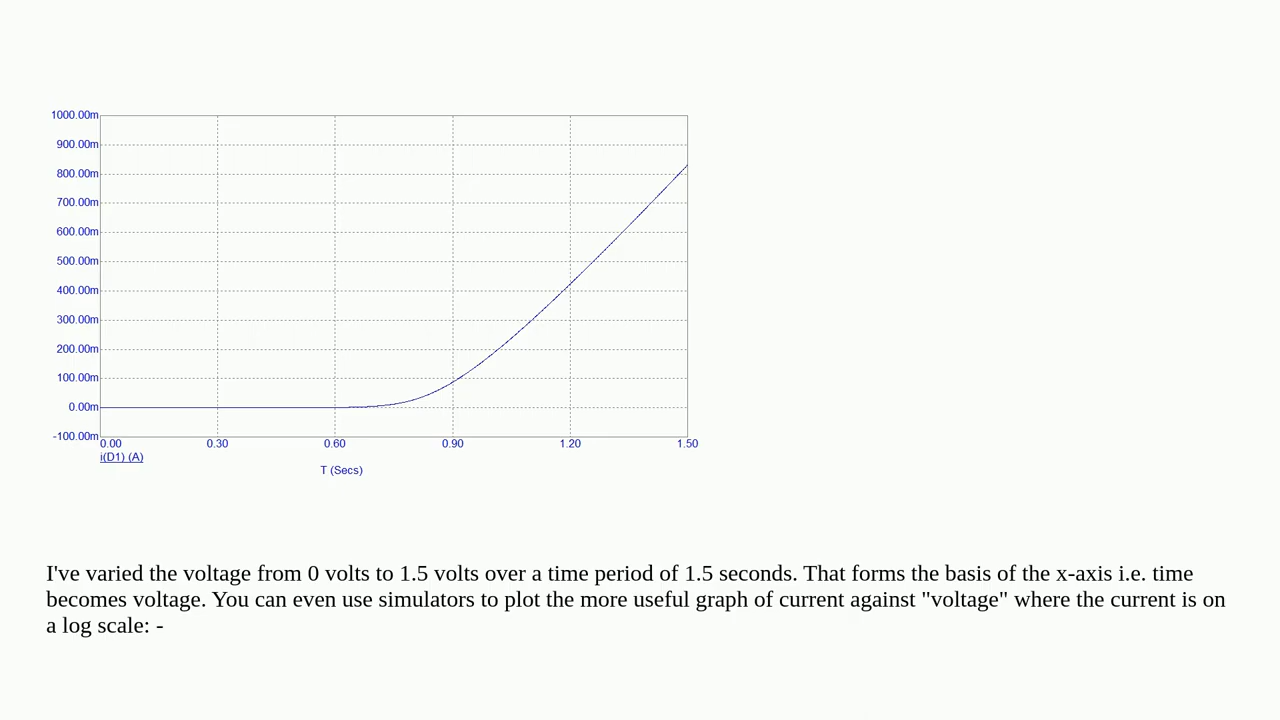 1000.00m
900.00m
800.00m
700.00m
600.00m
500.00m
400.00m
300.00m
200.00m
100.00m
0.00m
-100.00m
0.00 0.30 0.60 0.90 1.20 1.50
i(D1) (A)
T (Secs)
I've varied the voltage from 0 volts to 1.5 volts over a time period of 1.5 seconds. That forms the basis of the x-axis i.e. time
becomes voltage. You can even use simulators to plot the more useful graph of current against "voltage" where the current is on
a log scale: -